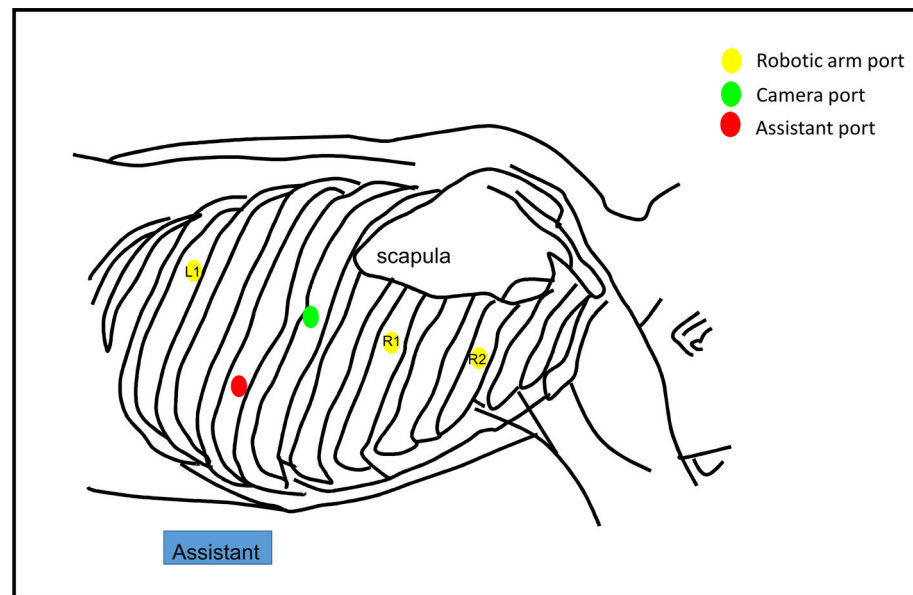 Robotic arm port
Camera port
Assistant port
scapula
L1
R1
R2
Assistant